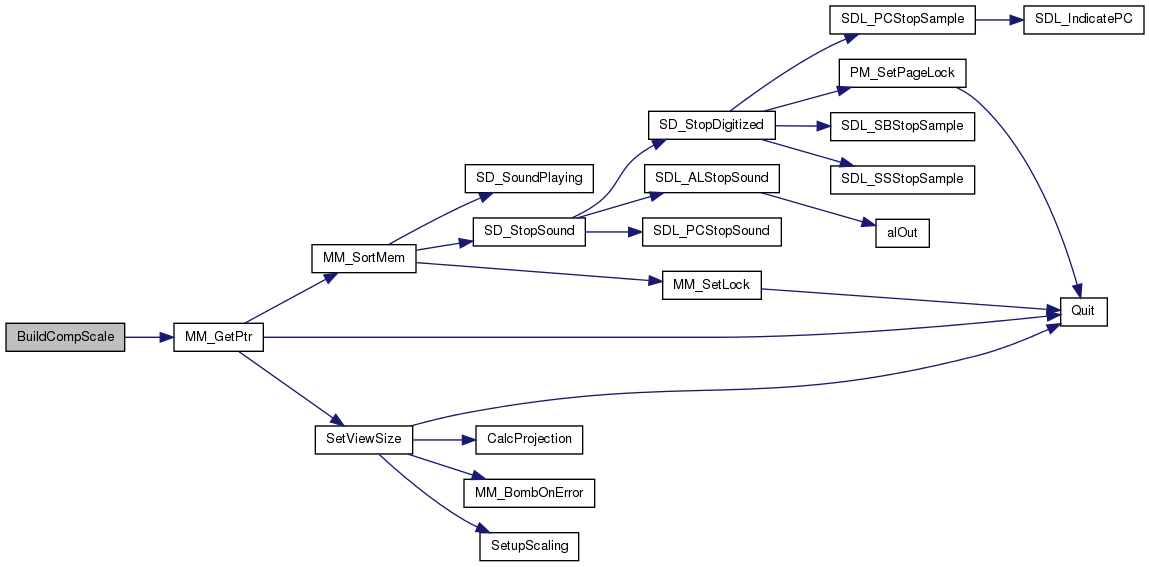 SDL_PCStopSample
SDL_IndicatePC
PM_SetPageLock
SD_StopDigitized
SDL_SBStopSample
SD_SoundPlaying
SDL_ALStopSound
SDL_SSStopSample
SD_StopSound
SDL_PCStopSound
alOut
MM_SortMem
MM_SetLock
Quit
BuildCompScale
MM_GetPtr
SetViewSize
CalcProjection
MM_BombOnError
SetupScaling